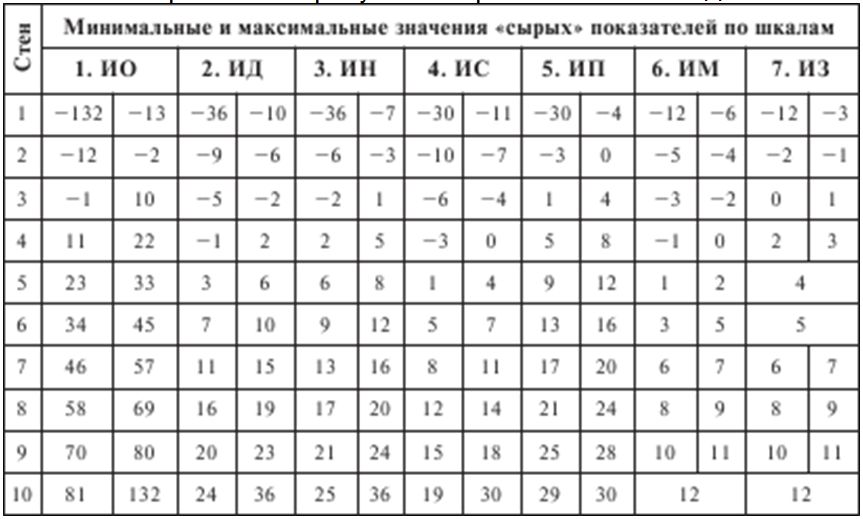 Стен
Минимальные и максимальные значения «сырых» показателей по шкалам
1. ИО 2. ИД 3. ИН 4. ИС 5. ИП 6. ИМ 7. ИЗ
1 −132 −13 −36 −10 −36 −7 −30 −11 −30 −4 −12 −6 −12 −3
2 −12 −2 −9 −6 −6 −3 −10 −7 −3 0 −5 −4 −2 −1
3 −1 10 −5 −2 −2 1 −6 −4 1 4 −3 −2 0 1
4 11 22 −1 2 2 5 −3 0 5 8 −1 0 2 3
5 23 33 3 6 6 8 1 4 9 12 1 2 4
6 34 45 7 10 9 12 5 7 13 16 3 5 5
7 46 57 11 15 13 16 8 11 17 20 6 7 6 7
8 58 69 16 19 17 20 12 14 21 24 8 9 8 9
9 70 80 20 23 21 24 15 18 25 28 10 11 10 11
10 81 132 24 36 25 36 19 30 29 30 12 12